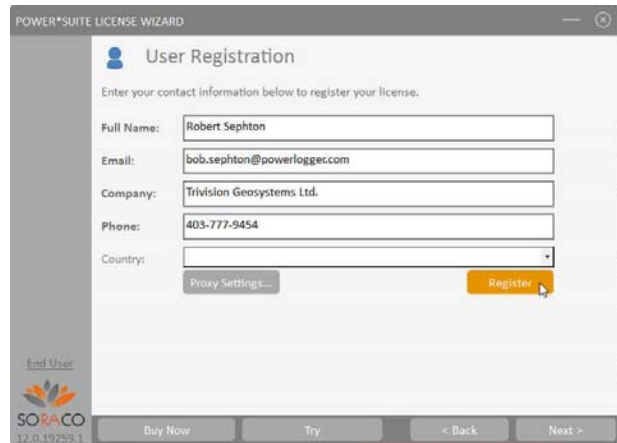 POWER*SUITE LICENSE WIZARD
User Registration
Enter your contact information below to register your license.
Full Name: Robert Sephton
Email: bob.sephton@powerlogger.com
Company: Trivision Geosystems Ltd.
Phone: 403-777-9454
Country:
Proxy Settings... Register
End User
SORACO
12.0.19259.1
Buy Now Try < Back Next >